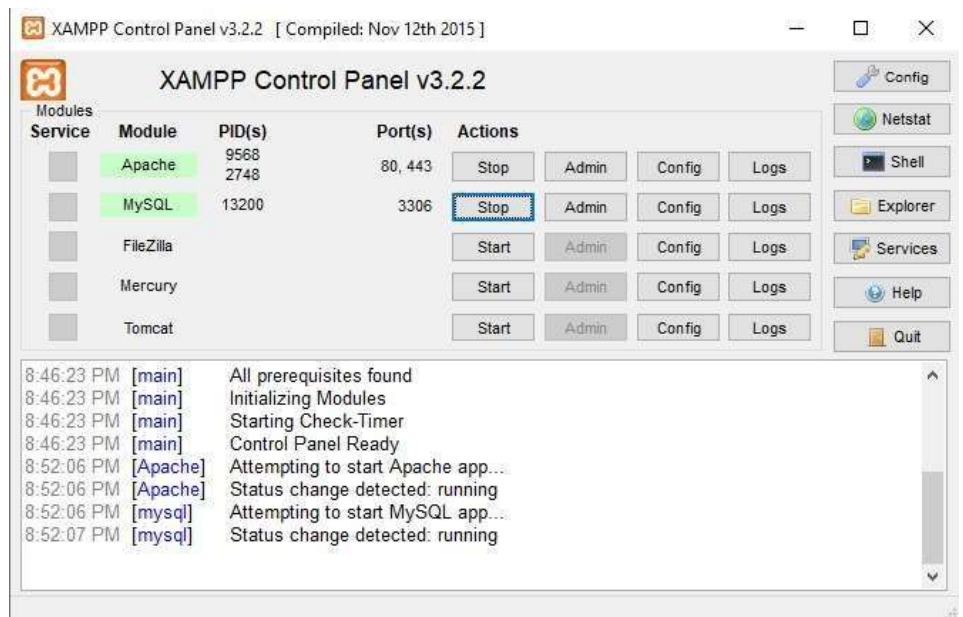 XAMPP Control Panel v3.2.2 [ Compiled: Nov 12th 2015 ]
XAMPP Control Panel v3.2.2
Config
Modules
Service Module PID(s) Port(s) Actions
Netstat
Apache 9568 2748 80, 443 Stop Admin Config Logs
Shell
MySQL 13200 3306 Stop Admin Config Logs
Explorer
FileZilla Start Admin Config Logs
Services
Mercury Start Admin Config Logs
Help
Tomcat Start Admin Config Logs
Quit
8:46:23 PM [main] All prerequisites found
8:46:23 PM [main] Initializing Modules
8:46:23 PM [main] Starting Check-Timer
8:46:23 PM [main] Control Panel Ready
8:52:06 PM [Apache] Attempting to start Apache app...
8:52:06 PM [Apache] Status change detected: running
8:52:06 PM [mysql] Attempting to start MySQL app...
8:52:07 PM [mysql] Status change detected: running